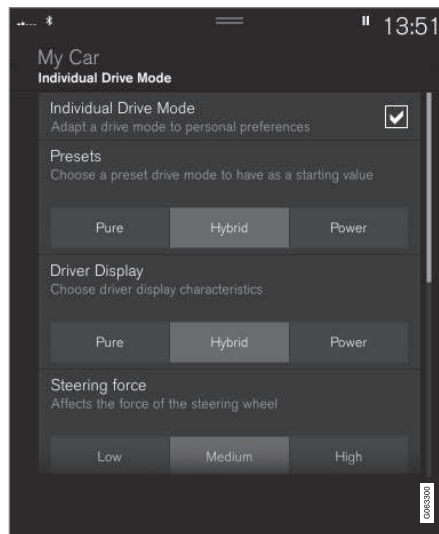 13:51
My Car
Individual Drive Mode
Individual Drive Mode
Adapt a drive mode to personal preferences
Presets
Choose a preset drive mode to have as a starting value
Pure Hybrid Power
Driver Display
Choose driver display characteristics
Pure Hybrid Power
Steering force
Affects the force of the steering wheel
Low Medium High
G063300